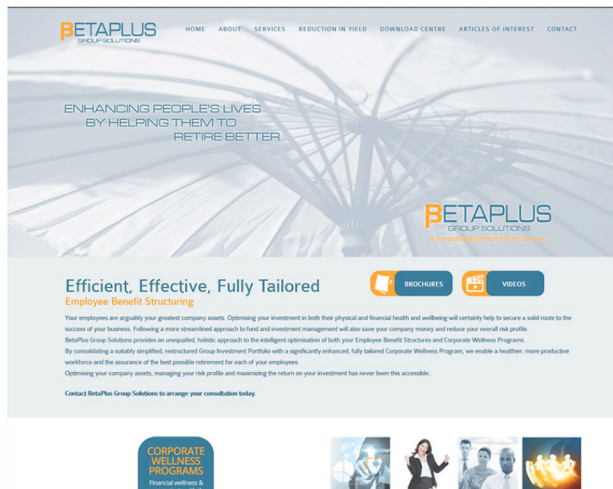 BETAPLUS
GROUP SOLUTIONS
HOME ABOUT SERVICES REDUCTION IN YIELD DOWNLOAD CENTRE ARTICLES OF INTEREST CONTACT
ENHANCING PEOPLE'S LIVES
BY HELPING THEM TO
RETIRE BETTER
BETAPLUS
GROUP SOLUTIONS
A rewarding experience from day one...
Efficient, Effective, Fully Tailored
Employee Benefit Structuring
BROCHURES
VIDEOS
Your employees are arguably your greatest company assets. Optimising your investment in both their physical and financial health and wellbeing will certainly help to secure a solid route to the
success of your business. Following a more streamlined approach to fund and investment management will also save your company money and reduce your overall risk profile.
BetaPlus Group Solutions provides an unequalled, holistic approach to the intelligent optimisation of both your Employee Benefit Structures and Corporate Wellness Programs.
By consolidating a suitably simplified, restructured Group Investment Portfolio with a significantly enhanced, fully tailored Corporate Wellness Program, we enable a healthier, more productive
workforce and the assurance of the best possible retirement for each of your employees.
Optimising your company assets, managing your risk profile and maximizing the return on your investment has never been this accessible.
Contact BetaPlus Group Solutions to arrange your consultation today.
CORPORATE
WELLNESS
PROGRAMS
Financial wellness &